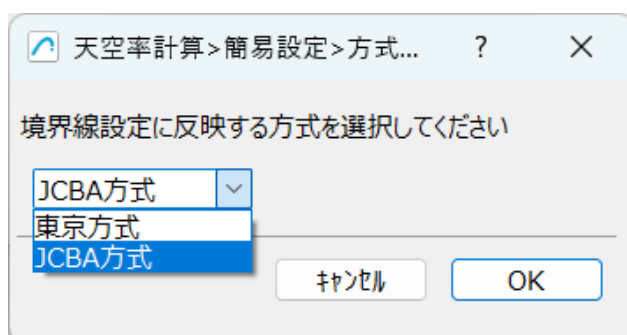 天空率計算>簡易設定>方式... ?
境界線設定に反映する方式を選択してください
JCBA方式
東京方式
JCBA方式
ｷｬﾝｾﾙ OK